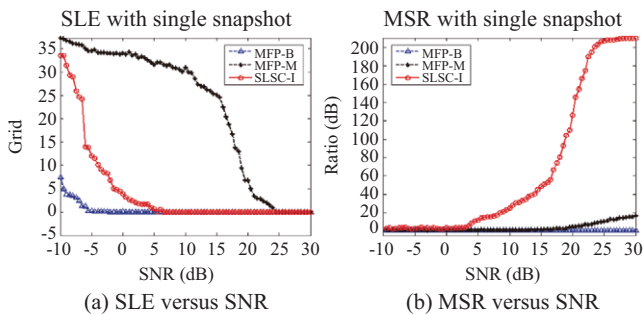 SLE with single snapshot
MSR with single snapshot
40
35
30
25
20
15
10
5
0
-5
Grid
MFP-B
MFP-M
SLSC-I
-10 -5 0 5 10 15 20 25 30
SNR (dB)
(a) SLE versus SNR
200
180
160
140
120
100
80
60
40
20
0
Ratio (dB)
MFP-B
MFP-M
SLSC-I
-10 -5 0 5 10 15 20 25 30
SNR (dB)
(b) MSR versus SNR